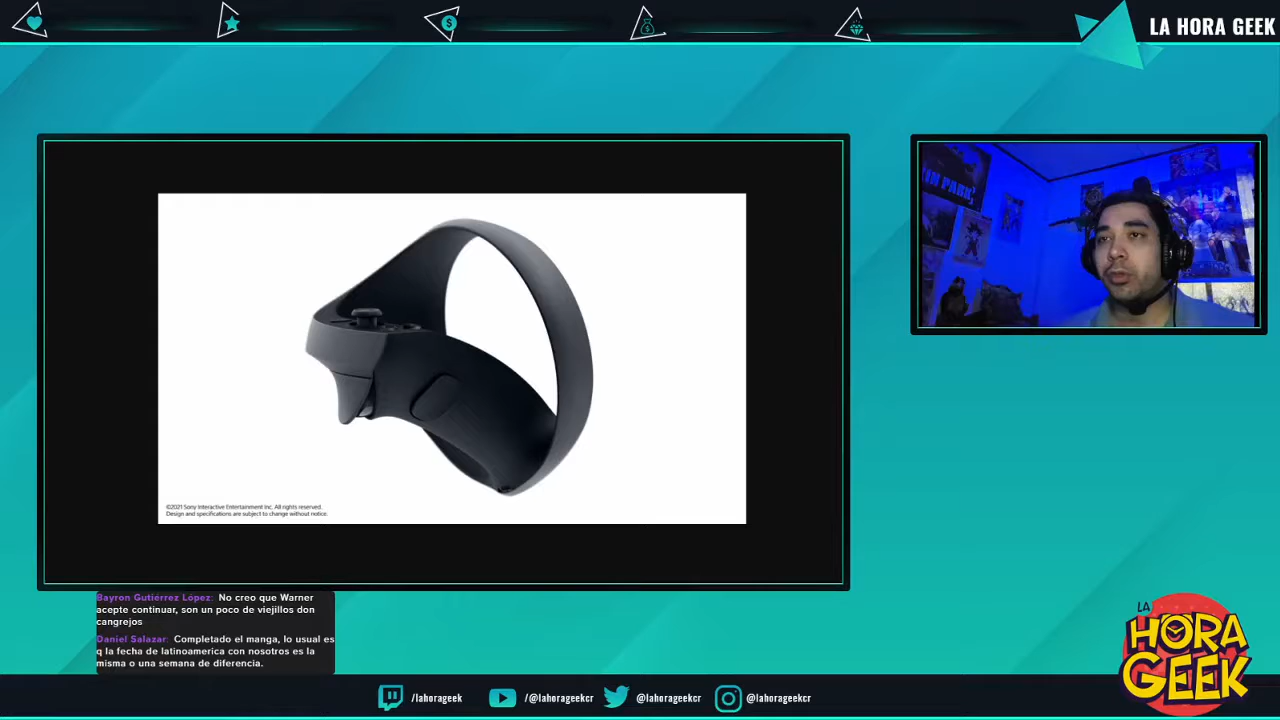 LA HORA GEEK
IN PARK
©2021 Sony Interactive Entertainment Inc. All rights reserved.
Design and specifications are subject to change without notice.
Bayron Gutiérrez López: No creo que Warner
acepte continuar, son un poco de viejillos don
cangrejos
Daniel Salazar: Completado el manga, lo usual es
q la fecha de latinoamerica con nosotros es la
misma o una semana de diferencia.
LA
HORA
GEEK
/lahorageek
/@lahorageekcr
@lahorageekcr
@lahorageekcr